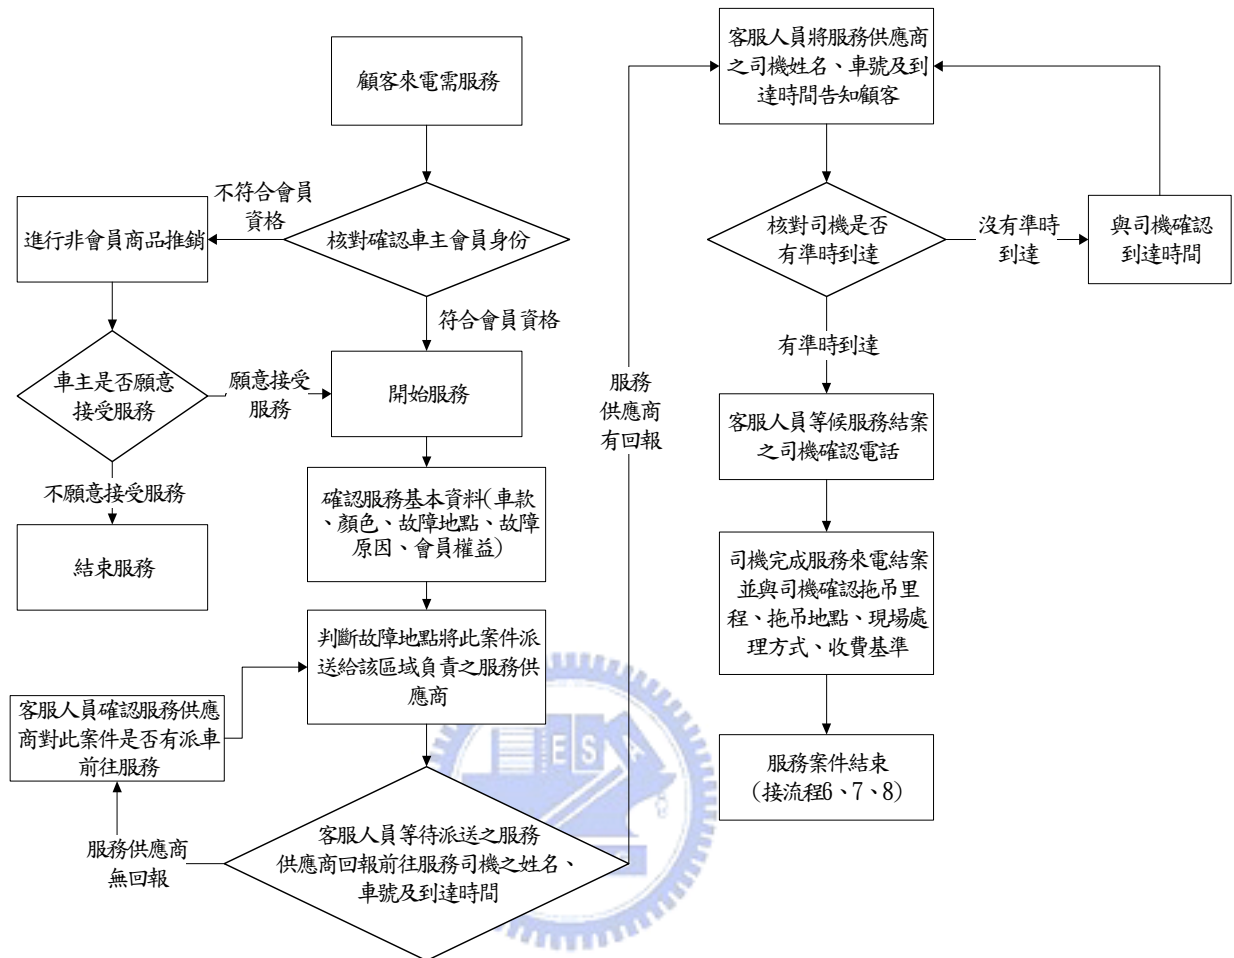 顧客來電需服務
不符合會員
資格
核對確認車主會員身份
進行非會員商品推銷
符合會員資格
車主是否願意
接受服務
願意接受
服務
開始服務
不願意接受服務
結束服務
確認服務基本資料(車款
、顏色、故障地點、故障
原因、會員權益)
判斷故障地點將此案件派
送給該區域負責之服務供
應商
客服人員確認服務供應
商對此案件是否有派車
前往服務
服務供應商
無回報
客服人員等待派送之服務
供應商回報前往服務司機之姓名、
車號及到達時間
服務
供應商
有回報
客服人員將服務供應商
之司機姓名、車號及到
達時間告知顧客
核對司機是否
有準時到達
沒有準時
到達
與司機確認
到達時間
有準時到達
客服人員等候服務結案
之司機確認電話
司機完成服務來電結案
並與司機確認拖吊里
程、拖吊地點、現場處
理方式、收費基準
服務案件結束
(接流程6、7、8)
E S